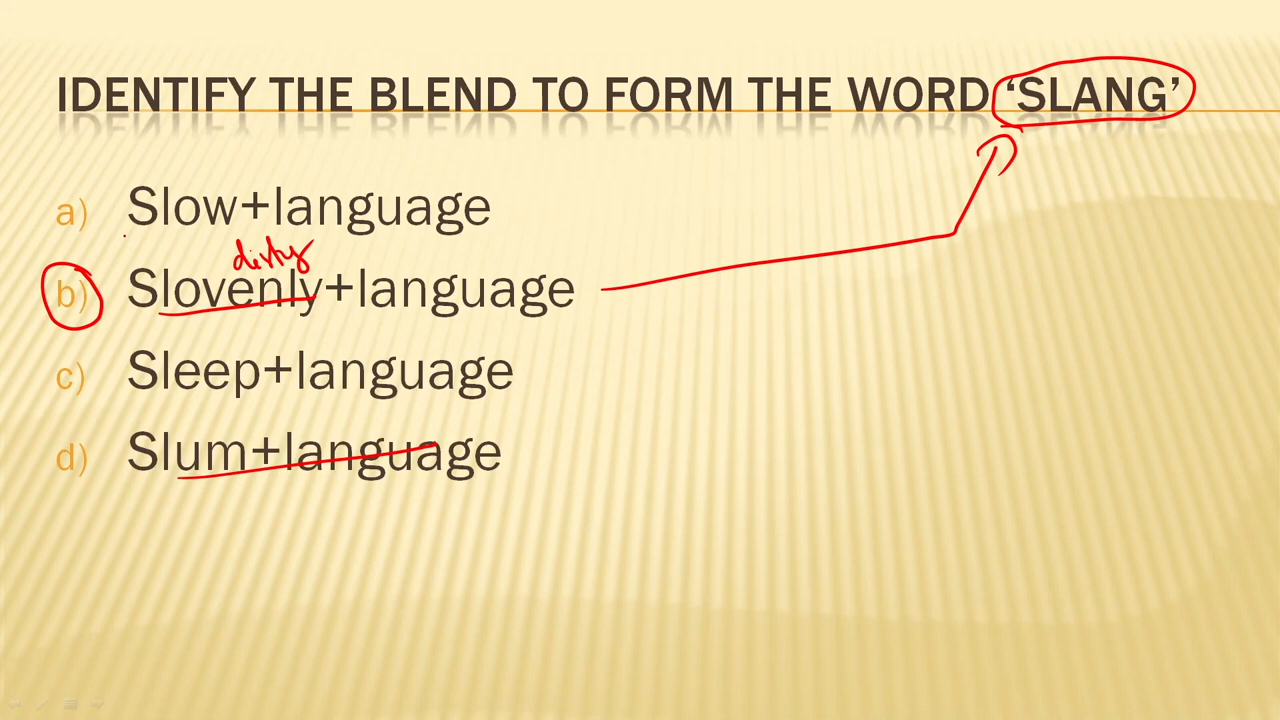 IDENTIFY THE BLEND TO FORM THE WORD ‘SLANG’
a) Slow+language
dirty
b) Slovenly+language
c) Sleep+language
d) Slum+language